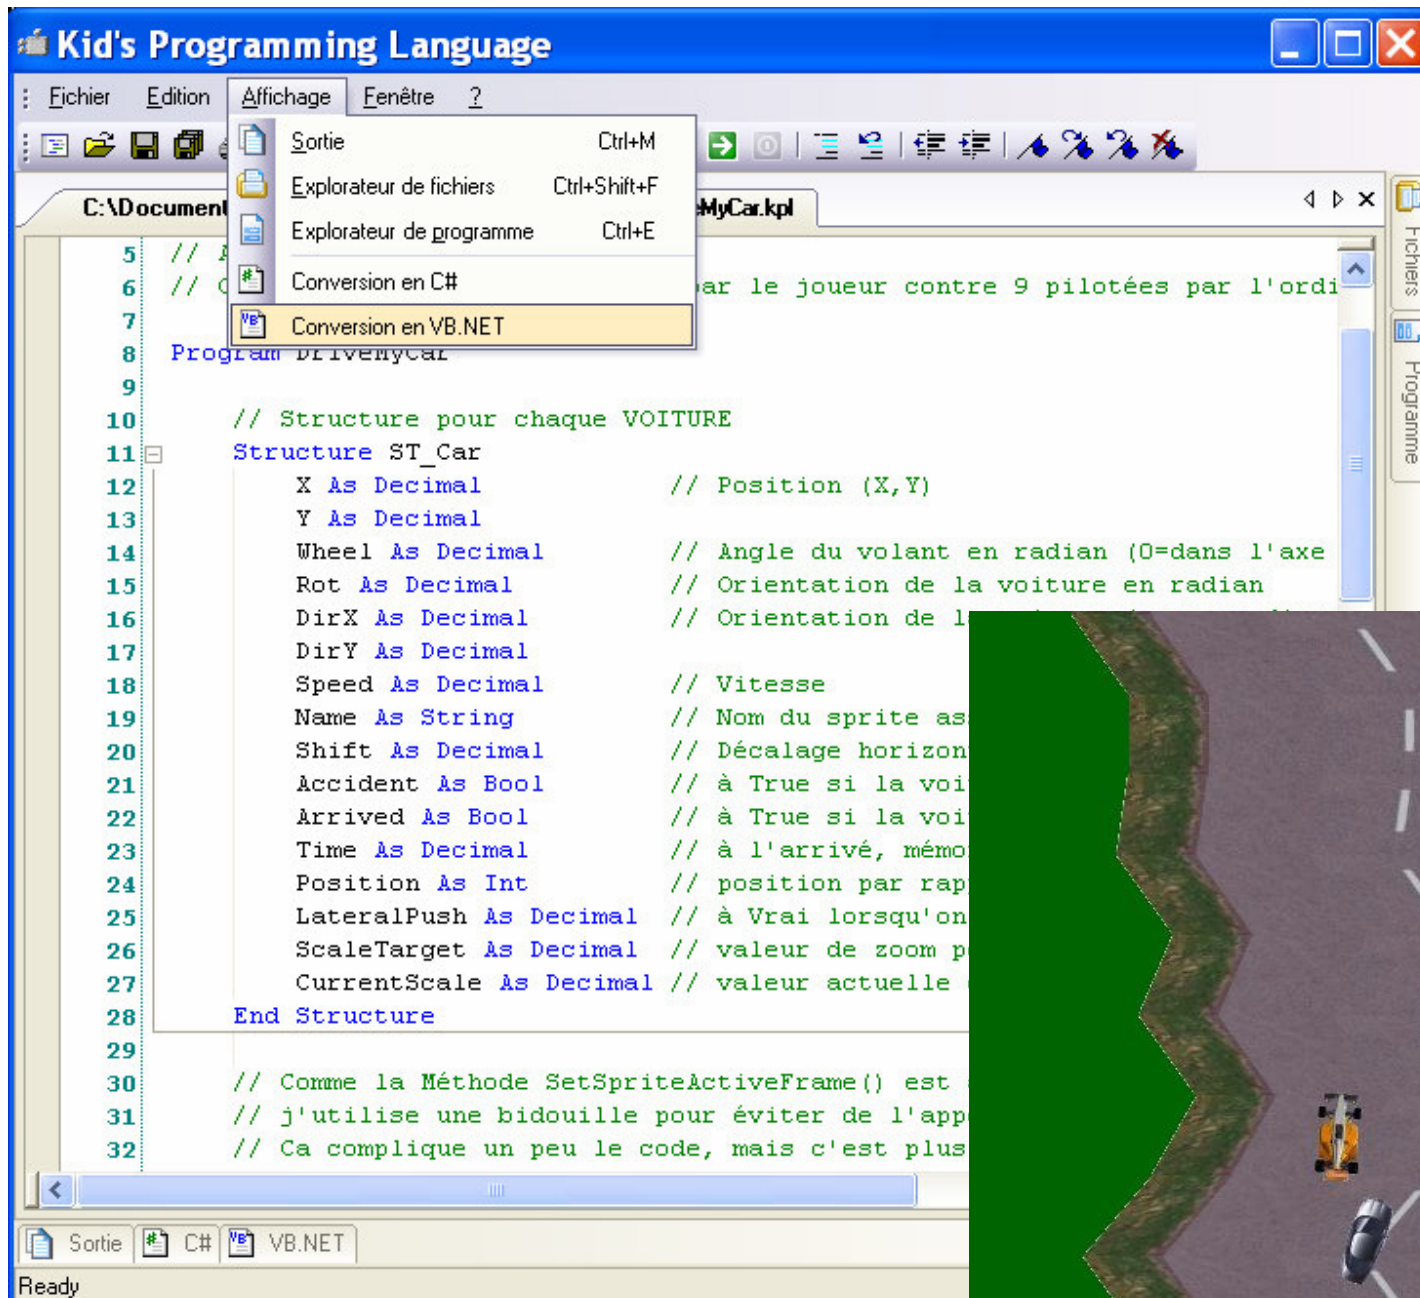 Kid's Programming Language
Fichier Edition Affichage Fenêtre ?
Sortie Ctrl+M
Explorateur de fichiers Ctrl+Shift+F
Explorateur de programme Ctrl+E
Conversion en C#
Conversion en VB.NET
C:\Document MyCar.kpl
Fichiers
Programme
5 //
6 // ar le joueur contre 9 pilotées par l'ordi
7
8 Program DriveMyCar
9
10 // Structure pour chaque VOITURE
11 Structure ST_Car
12 X As Decimal // Position (X,Y)
13 Y As Decimal
14 Wheel As Decimal // Angle du volant en radian (0=dans l'axe
15 Rot As Decimal // Orientation de la voiture en radian
16 DirX As Decimal // Orientation de l
17 DirY As Decimal
18 Speed As Decimal // Vitesse
19 Name As String // Nom du sprite as
20 Shift As Decimal // Décalage horizon
21 Accident As Bool // à True si la voi
22 Arrived As Bool // à True si la voi
23 Time As Decimal // à l'arrivé, mémo
24 Position As Int // position par rap
25 LateralPush As Decimal // à Vrai lorsqu'on
26 ScaleTarget As Decimal // valeur de zoom p
27 CurrentScale As Decimal // valeur actuelle
28 End Structure
29
30 // Comme la Méthode SetSpriteActiveFrame() est
31 // j'utilise une bidouille pour éviter de l'app
32 // Ca complique un peu le code, mais c'est plus
Sortie C# VB.NET
Ready